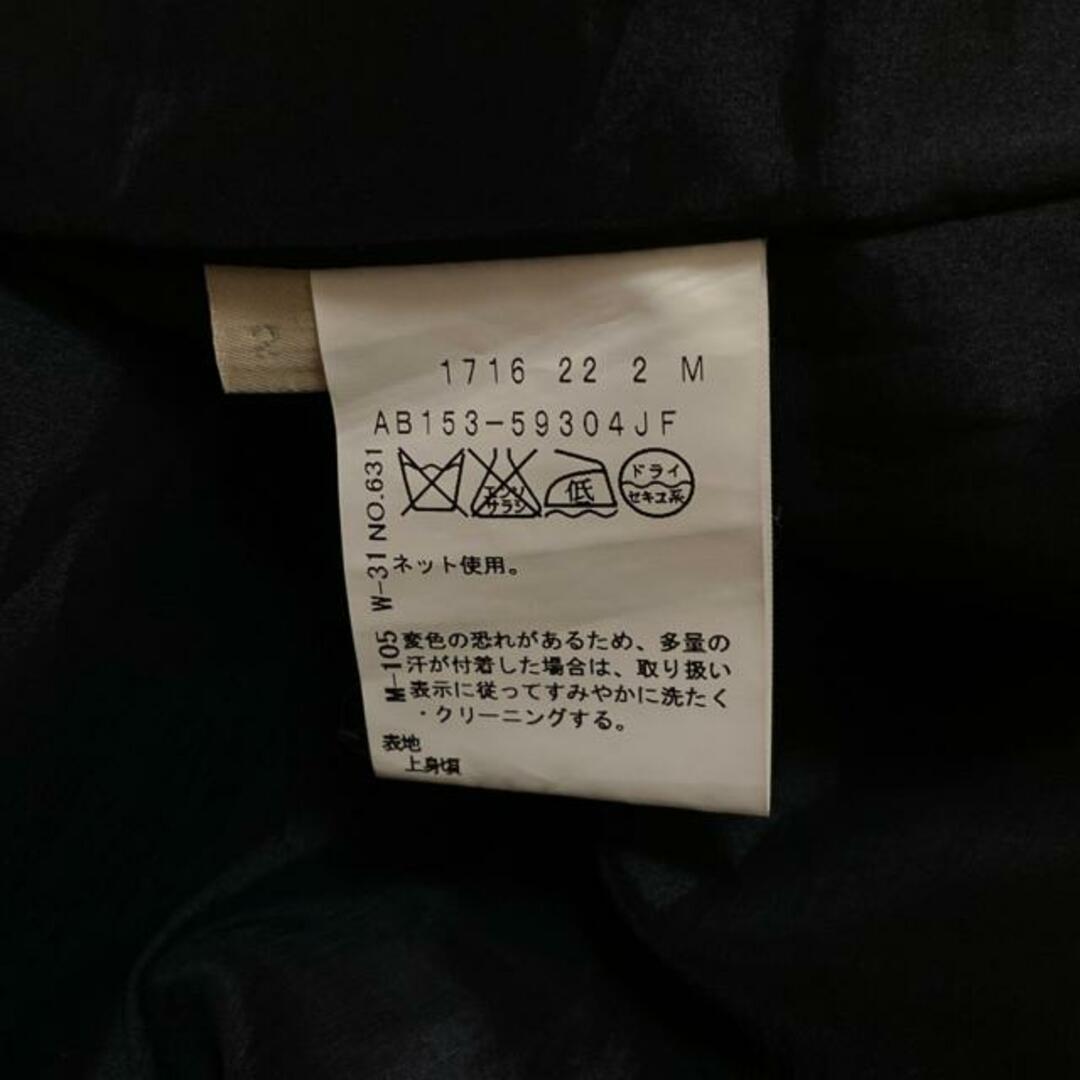 2
1716 22 2 M
AB153-59304JF
エンソ
サラシ
低
ドライ
セキユ系
ネット使用。
変色の恐れがあるため、多量の
汗が付着した場合は、取り扱い
表示に従ってすみやかに洗たく
・クリーニングする。
表地
上身頃
M-105 W-31 NO.631